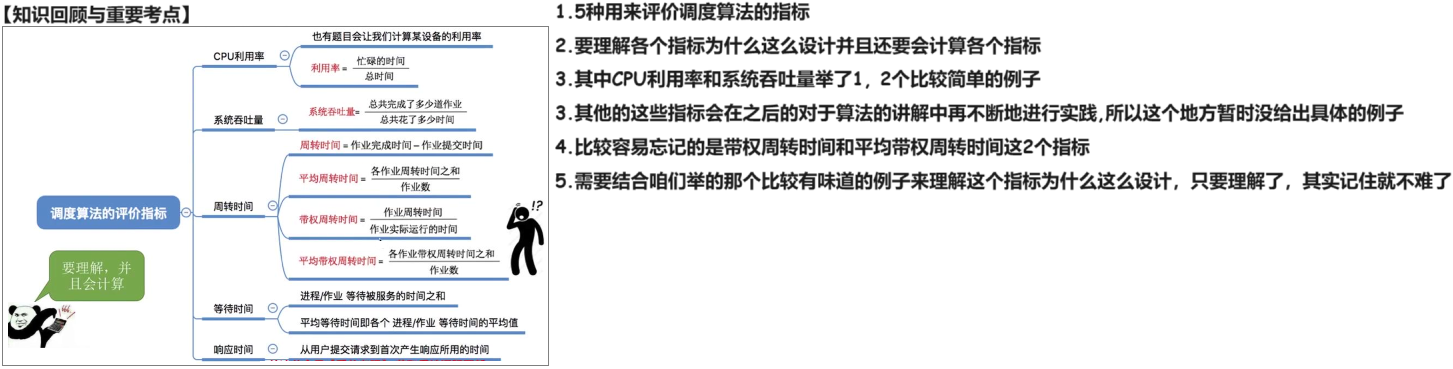 【知识回顾与重要考点】
也有题目会让我们计算某设备的利用率
CPU利用率
利用率 = 忙碌的时间
总时间
系统吞吐量
系统吞吐量= 总共完成了多少道作业
总共花了多少时间
周转时间 = 作业完成时间 – 作业提交时间
平均周转时间 = 各作业周转时间之和
作业数
调度算法的评价指标
周转时间
带权周转时间 = 作业周转时间
作业实际运行的时间
平均带权周转时间 = 各作业带权周转时间之和
作业数
!?
要理解，并
且会计算
等待时间
进程/作业 等待被服务的时间之和
平均等待时间即各个 进程/作业 等待时间的平均值
响应时间
从用户提交请求到首次产生响应所用的时间
1.5种用来评价调度算法的指标
2.要理解各个指标为什么这么设计并且还要会计算各个指标
3.其中CPU利用率和系统吞吐量举了1，2个比较简单的例子
3.其他的这些指标会在之后的对于算法的讲解中再不断地进行实践,所以这个地方暂时没给出具体的例子
4.比较容易忘记的是带权周转时间和平均带权周转时间这2个指标
5.需要结合咱们举的那个比较有味道的例子来理解这个指标为什么这么设计，只要理解了，其实记住就不难了